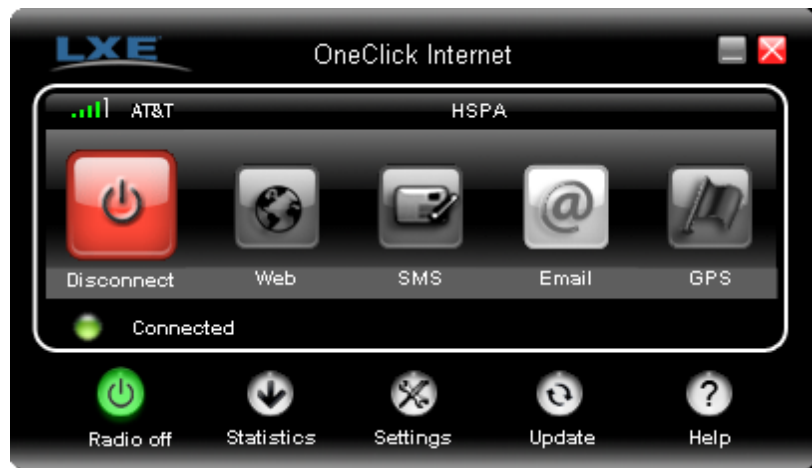 LXE OneClick Internet
AT&T HSPA
Disconnect Web SMS Email GPS
Connected
Radio off Statistics Settings Update Help